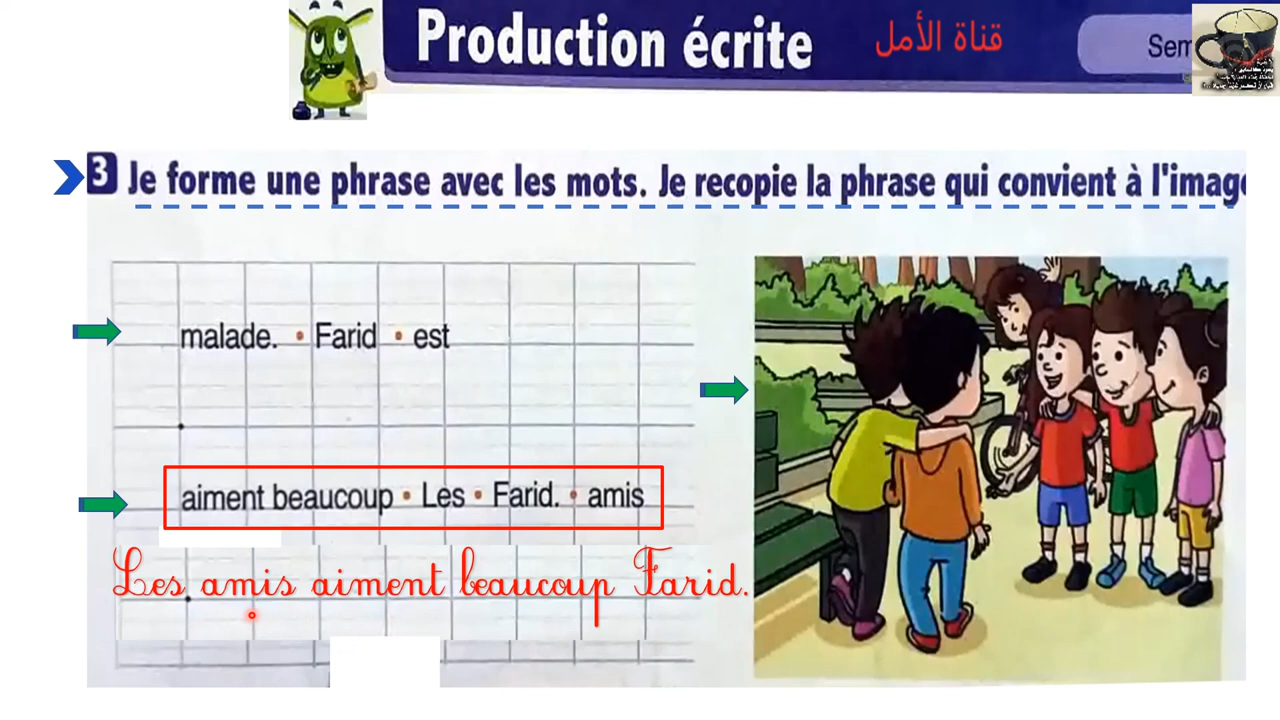 Production écrite
قناة الأمل
Sem
3 Je forme une phrase avec les mots. Je recopie la phrase qui convient à l'image
malade. • Farid • est
aiment beaucoup • Les • Farid. • amis
Les amis aiment beaucoup Farid.